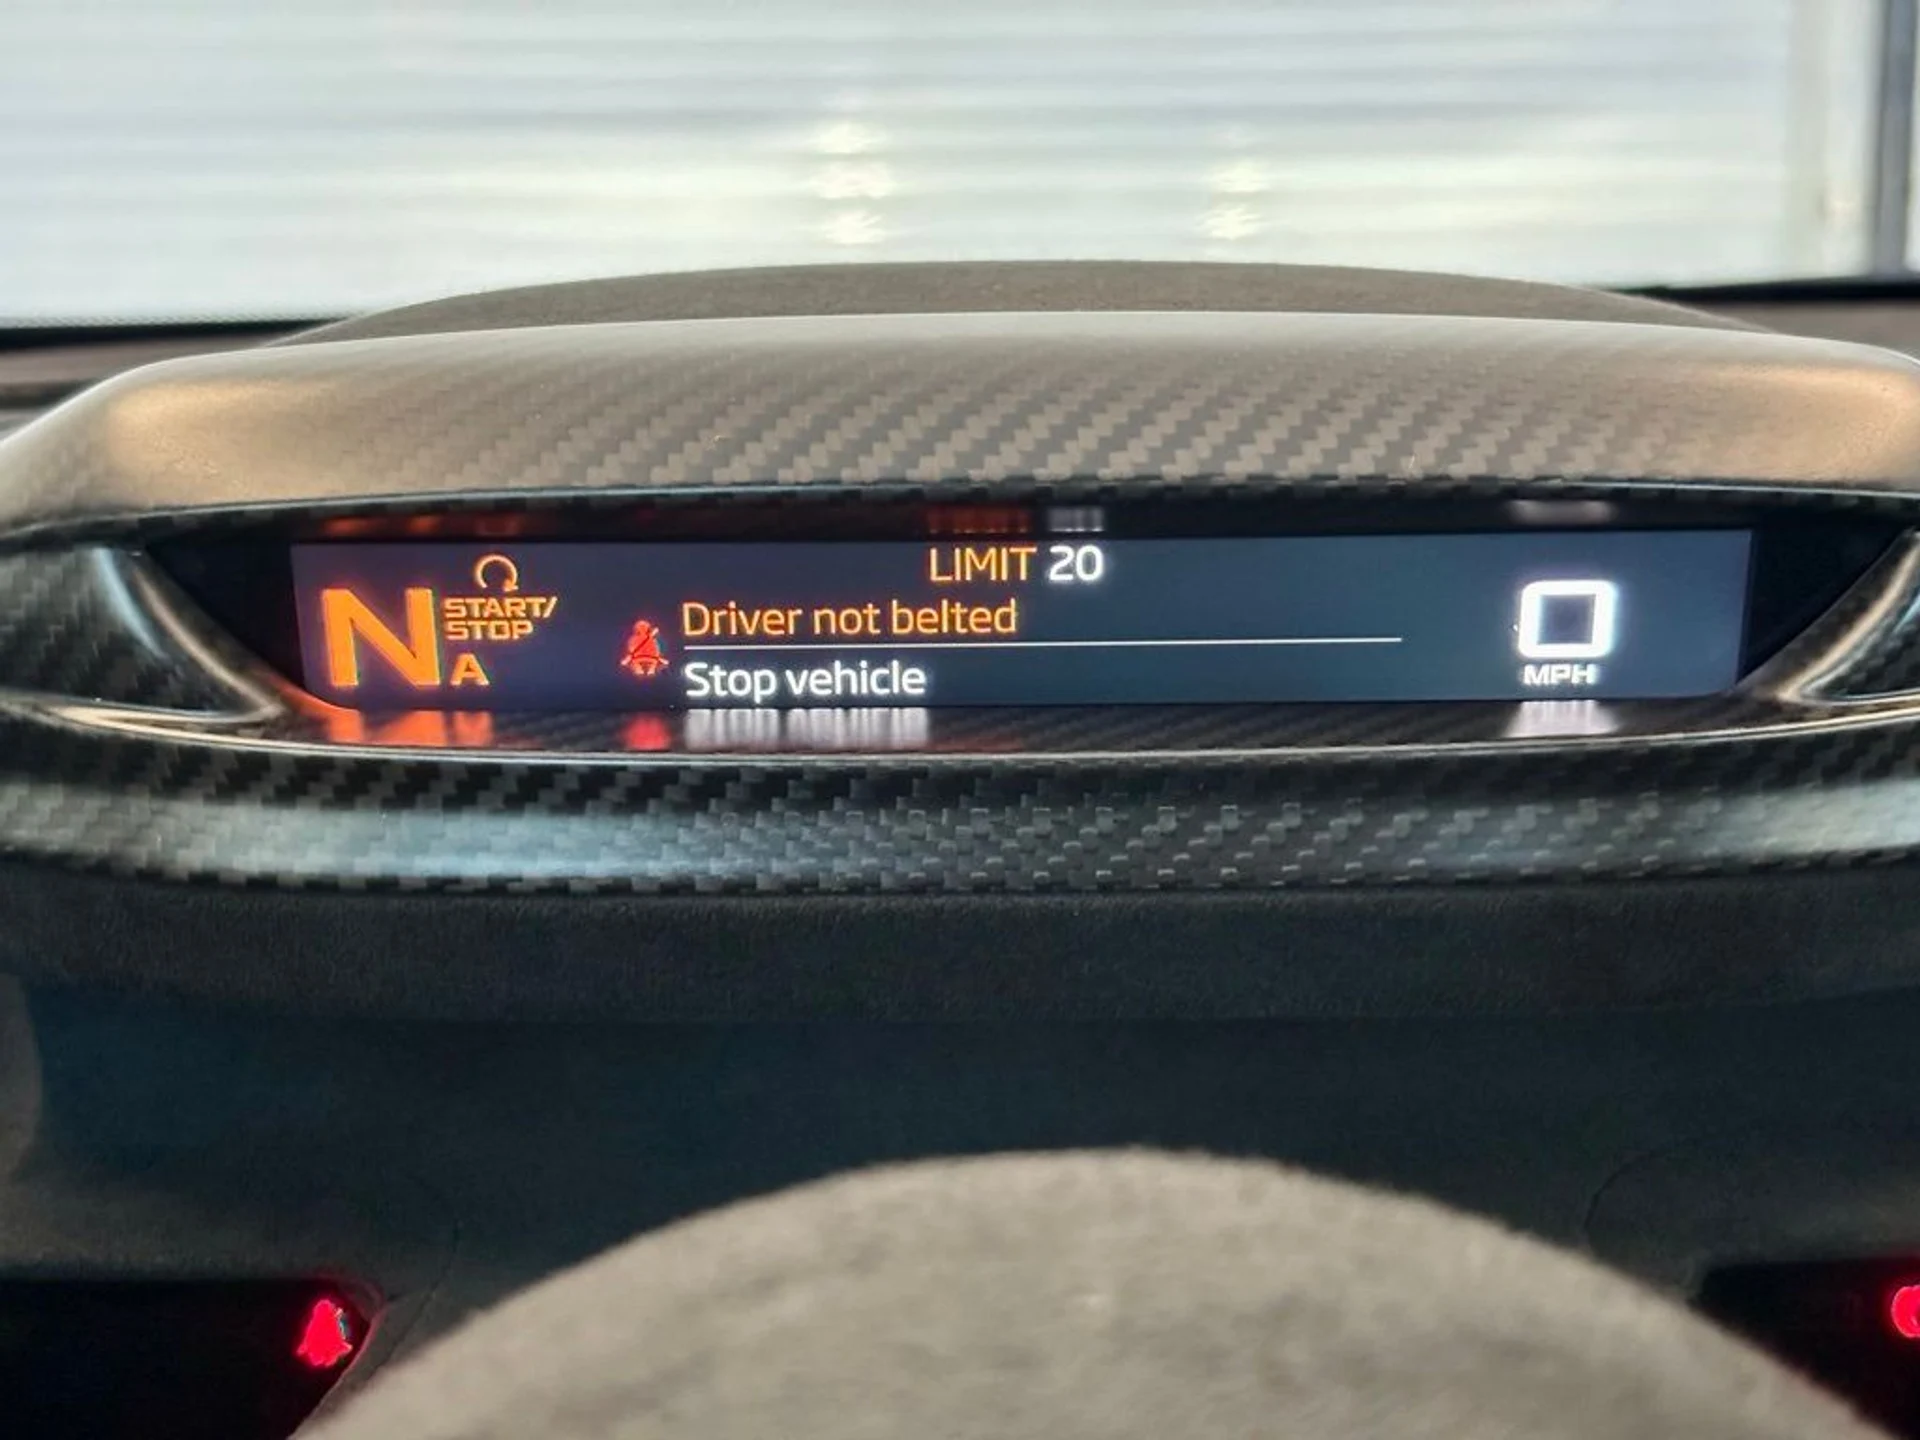 LIMIT 20
N
START/
STOP
A
Driver not belted
Stop vehicle
0
MPH